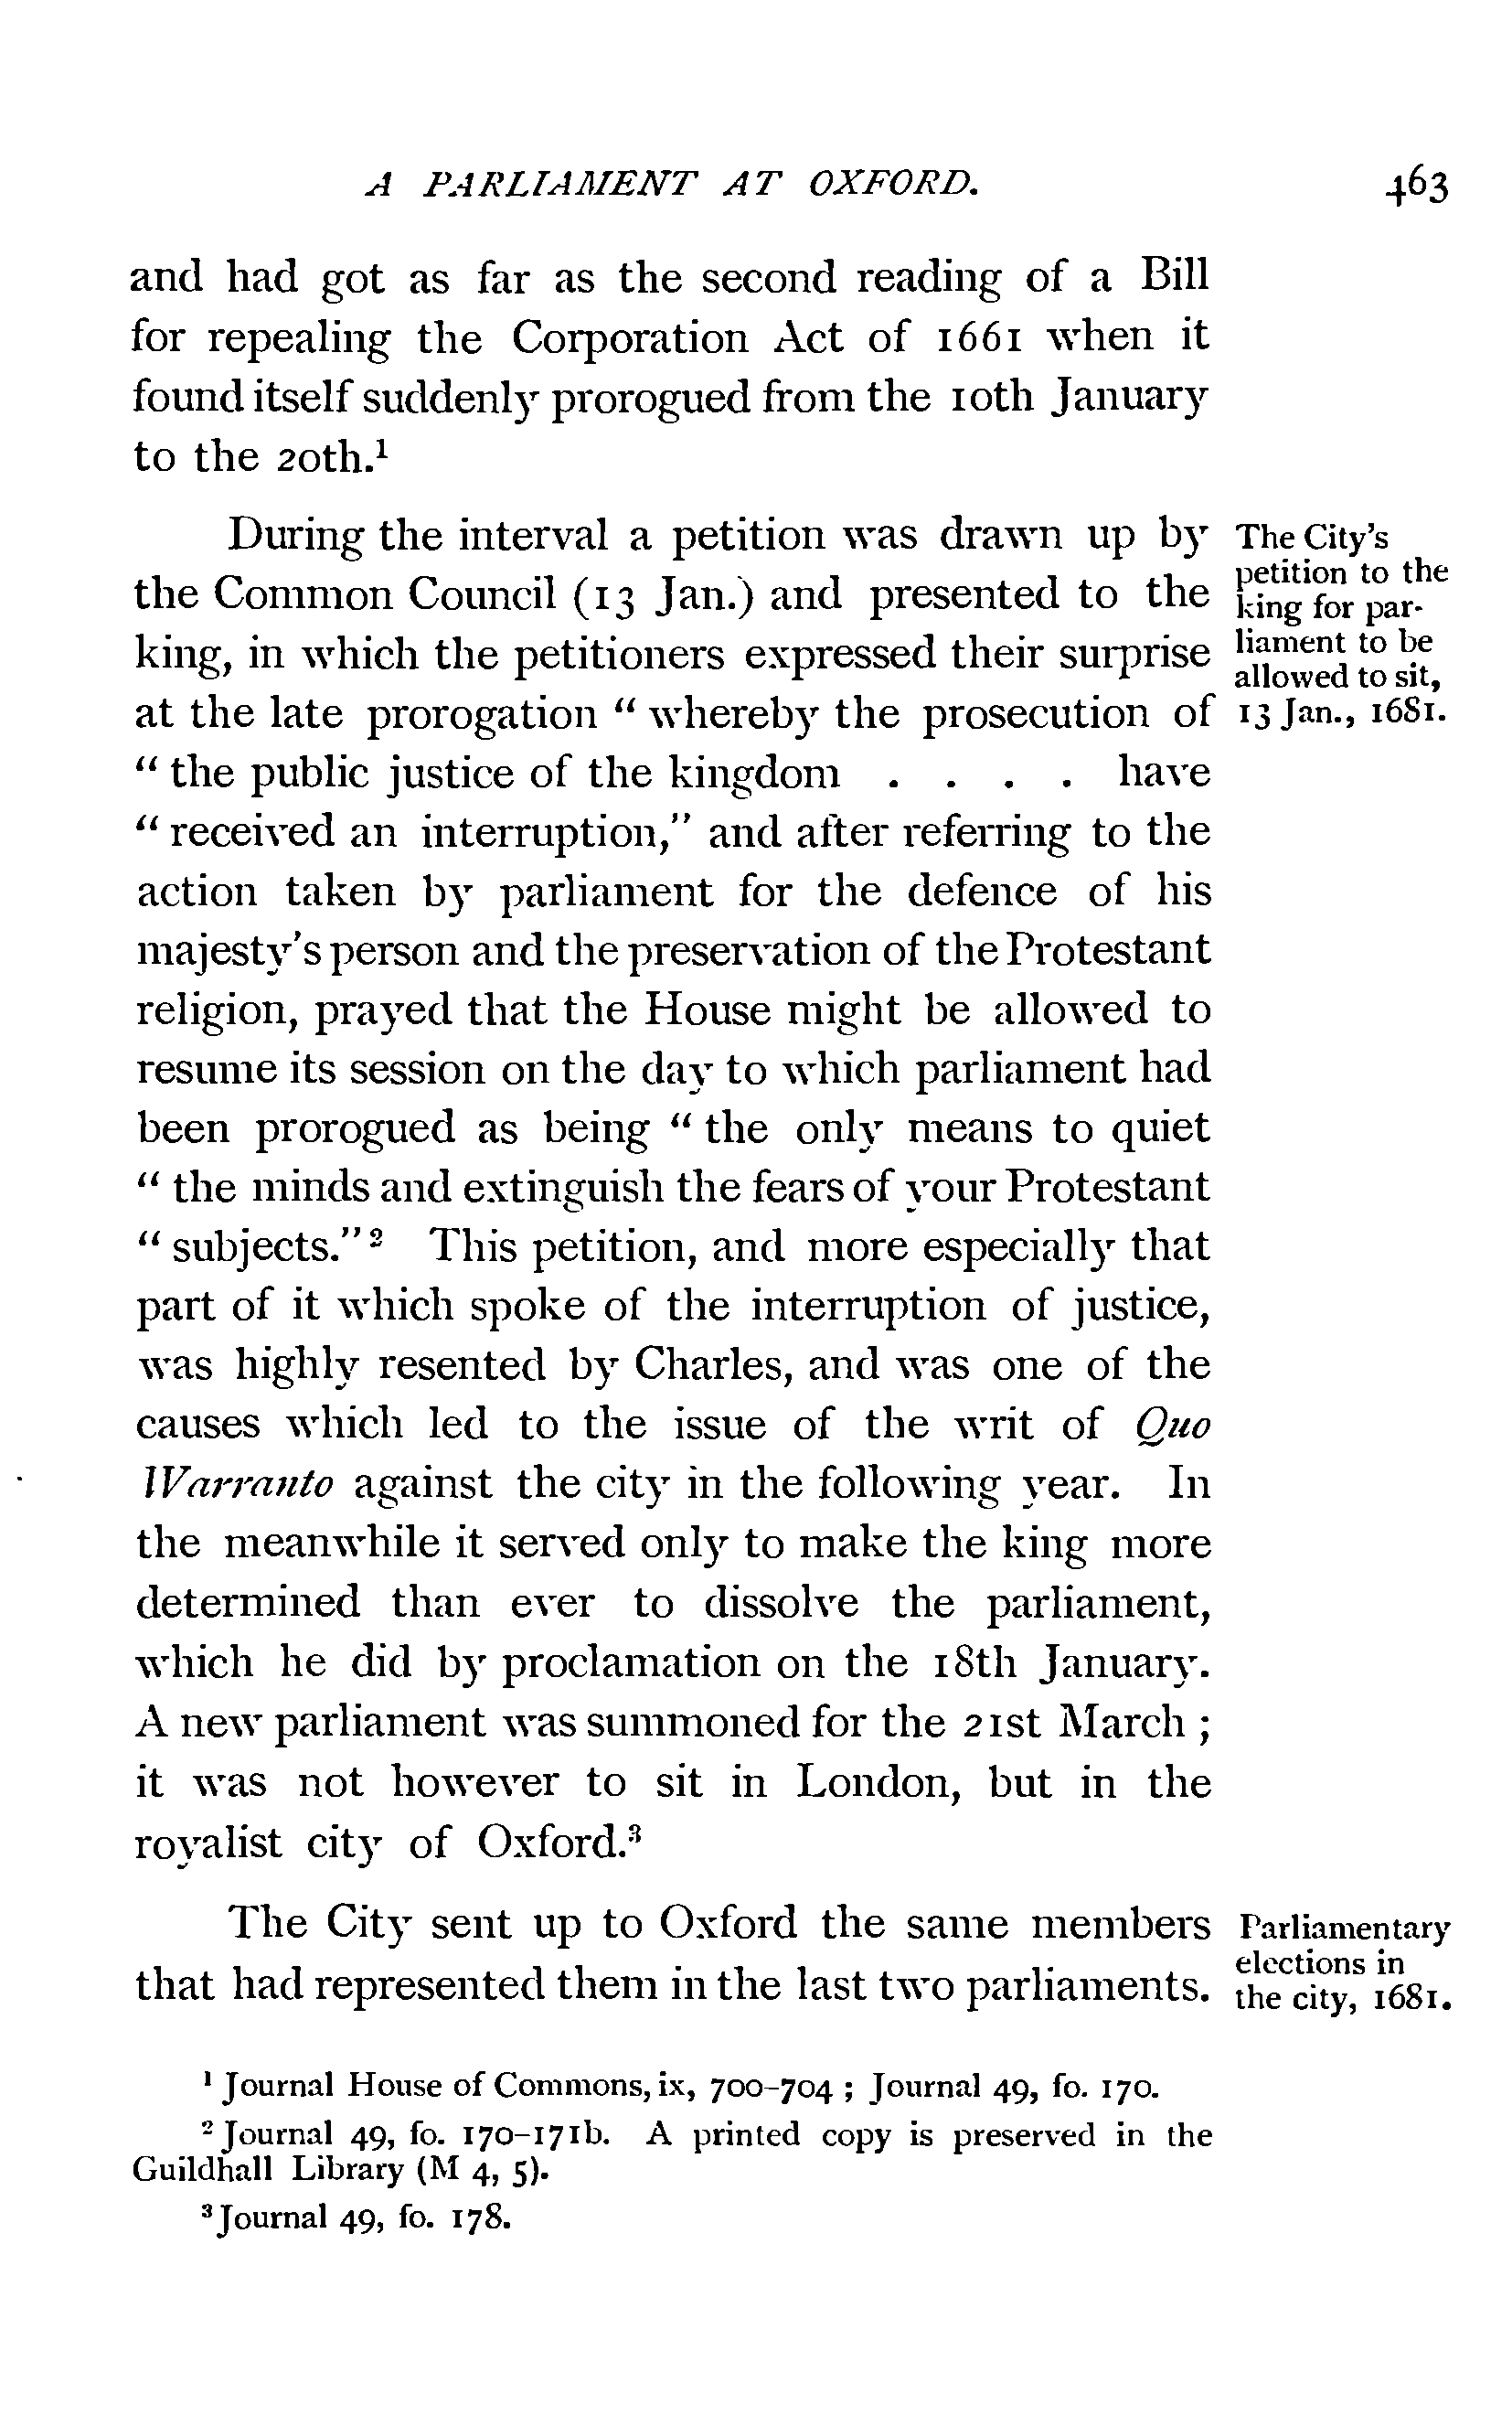 A PARLIAMENT AT OXFORD. 463
and had got as far as the second reading of a Bill
for repealing the Corporation Act of 1661 when it
found itself suddenly prorogued from the 10th January
to the 20th.¹
During the interval a petition was drawn up by
the Common Council (13 Jan.) and presented to the
king, in which the petitioners expressed their surprise
at the late prorogation “ whereby the prosecution of
“ the public justice of the kingdom . . . . have
“ received an interruption,” and after referring to the
action taken by parliament for the defence of his
majesty's person and the preservation of the Protestant
religion, prayed that the House might be allowed to
resume its session on the day to which parliament had
been prorogued as being “ the only means to quiet
“ the minds and extinguish the fears of your Protestant
“ subjects.”² This petition, and more especially that
part of it which spoke of the interruption of justice,
was highly resented by Charles, and was one of the
causes which led to the issue of the writ of Quo
Warranto against the city in the following year. In
the meanwhile it served only to make the king more
determined than ever to dissolve the parliament,
which he did by proclamation on the 18th January.
A new parliament was summoned for the 21st March ;
it was not however to sit in London, but in the
royalist city of Oxford.³
The City's
petition to the
king for par-
liament to be
allowed to sit,
13 Jan., 1681.
The City sent up to Oxford the same members
that had represented them in the last two parliaments.
Parliamentary
elections in
the city, 1681.
¹ Journal House of Commons, ix, 700–704 ; Journal 49, fo. 170.
² Journal 49, fo. 170–171b. A printed copy is preserved in the
Guildhall Library (M 4, 5).
³ Journal 49, fo. 178.